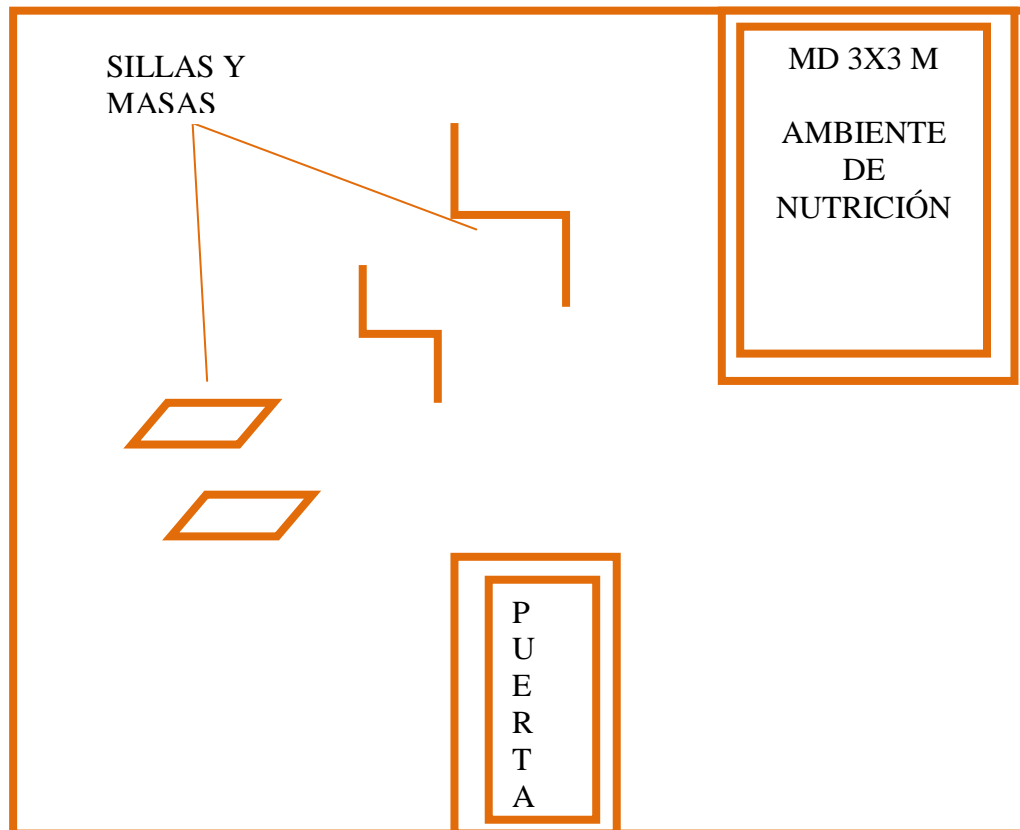 SILLAS Y
MASAS
MD 3X3 M
AMBIENTE
DE
NUTRICIÓN
P
U
E
R
T
A